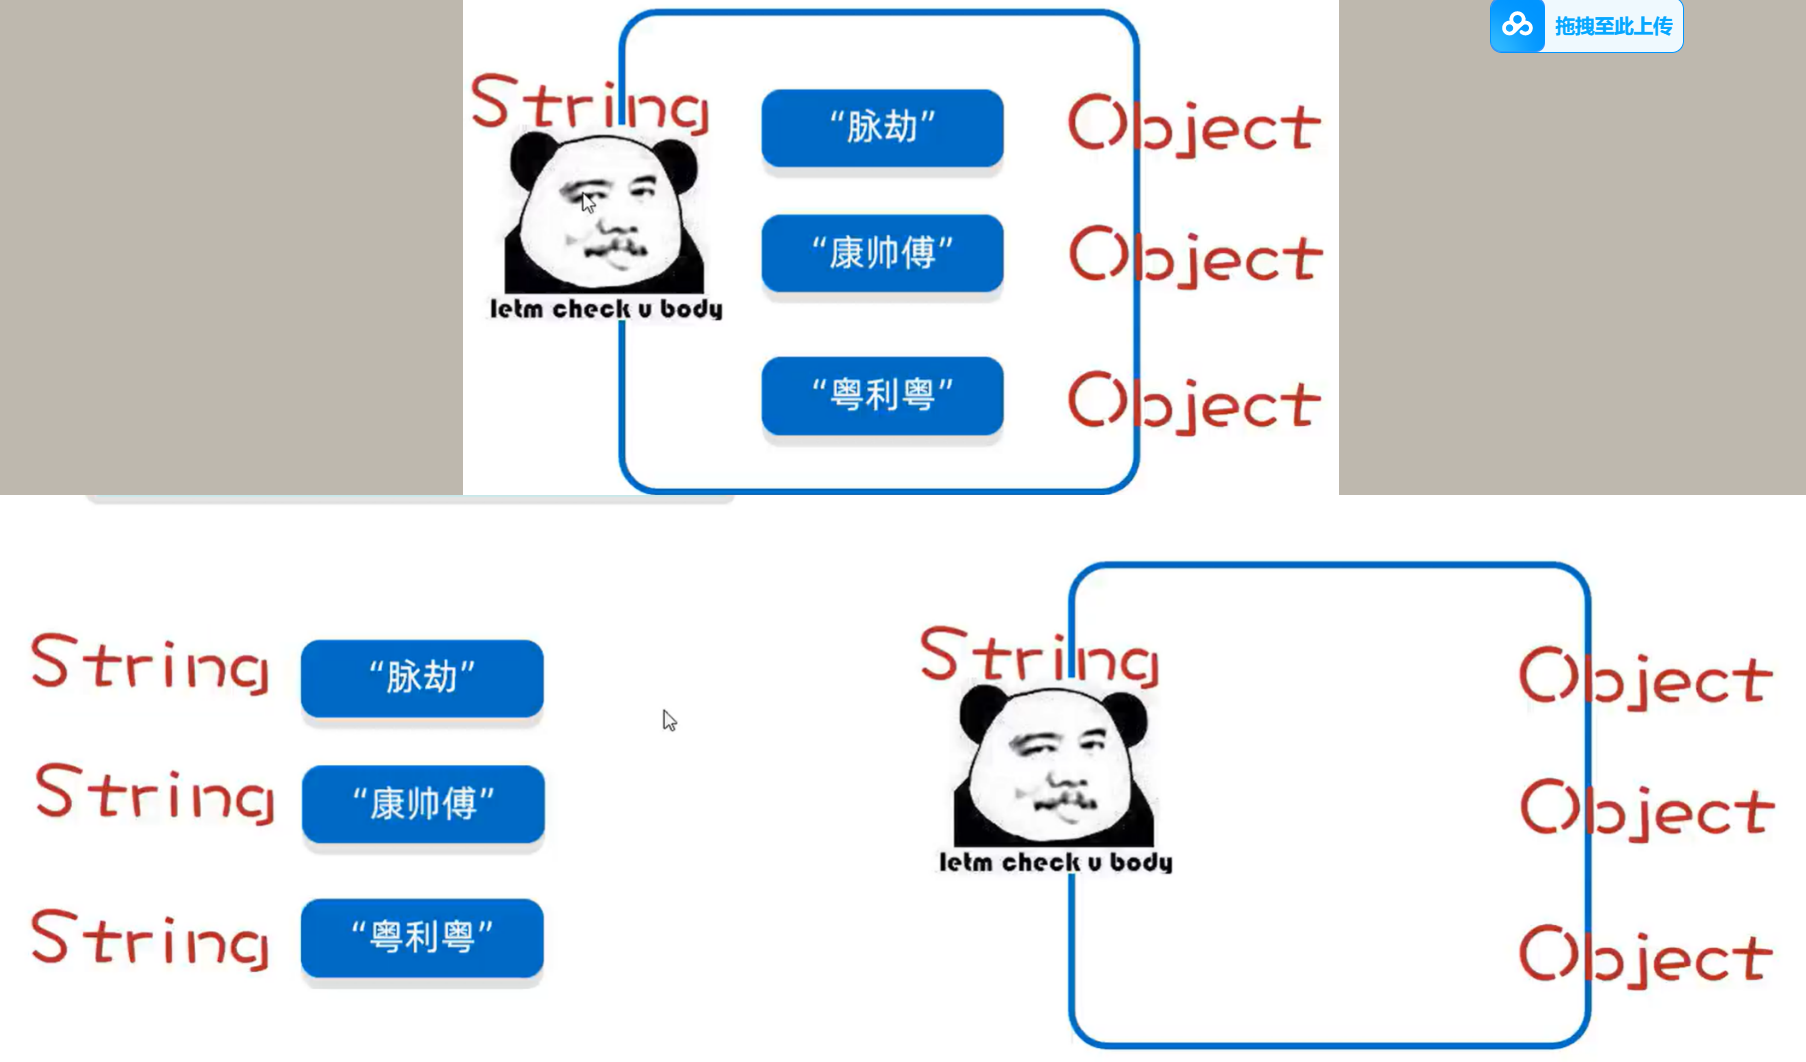 拖拽至此上传
String
“脉劫”
Object
“康帅傅”
Object
letm check u body
“粤利粤”
Object
String
“脉劫”
String
Object
String
“康帅傅”
Object
letm check u body
String
“粤利粤”
Object